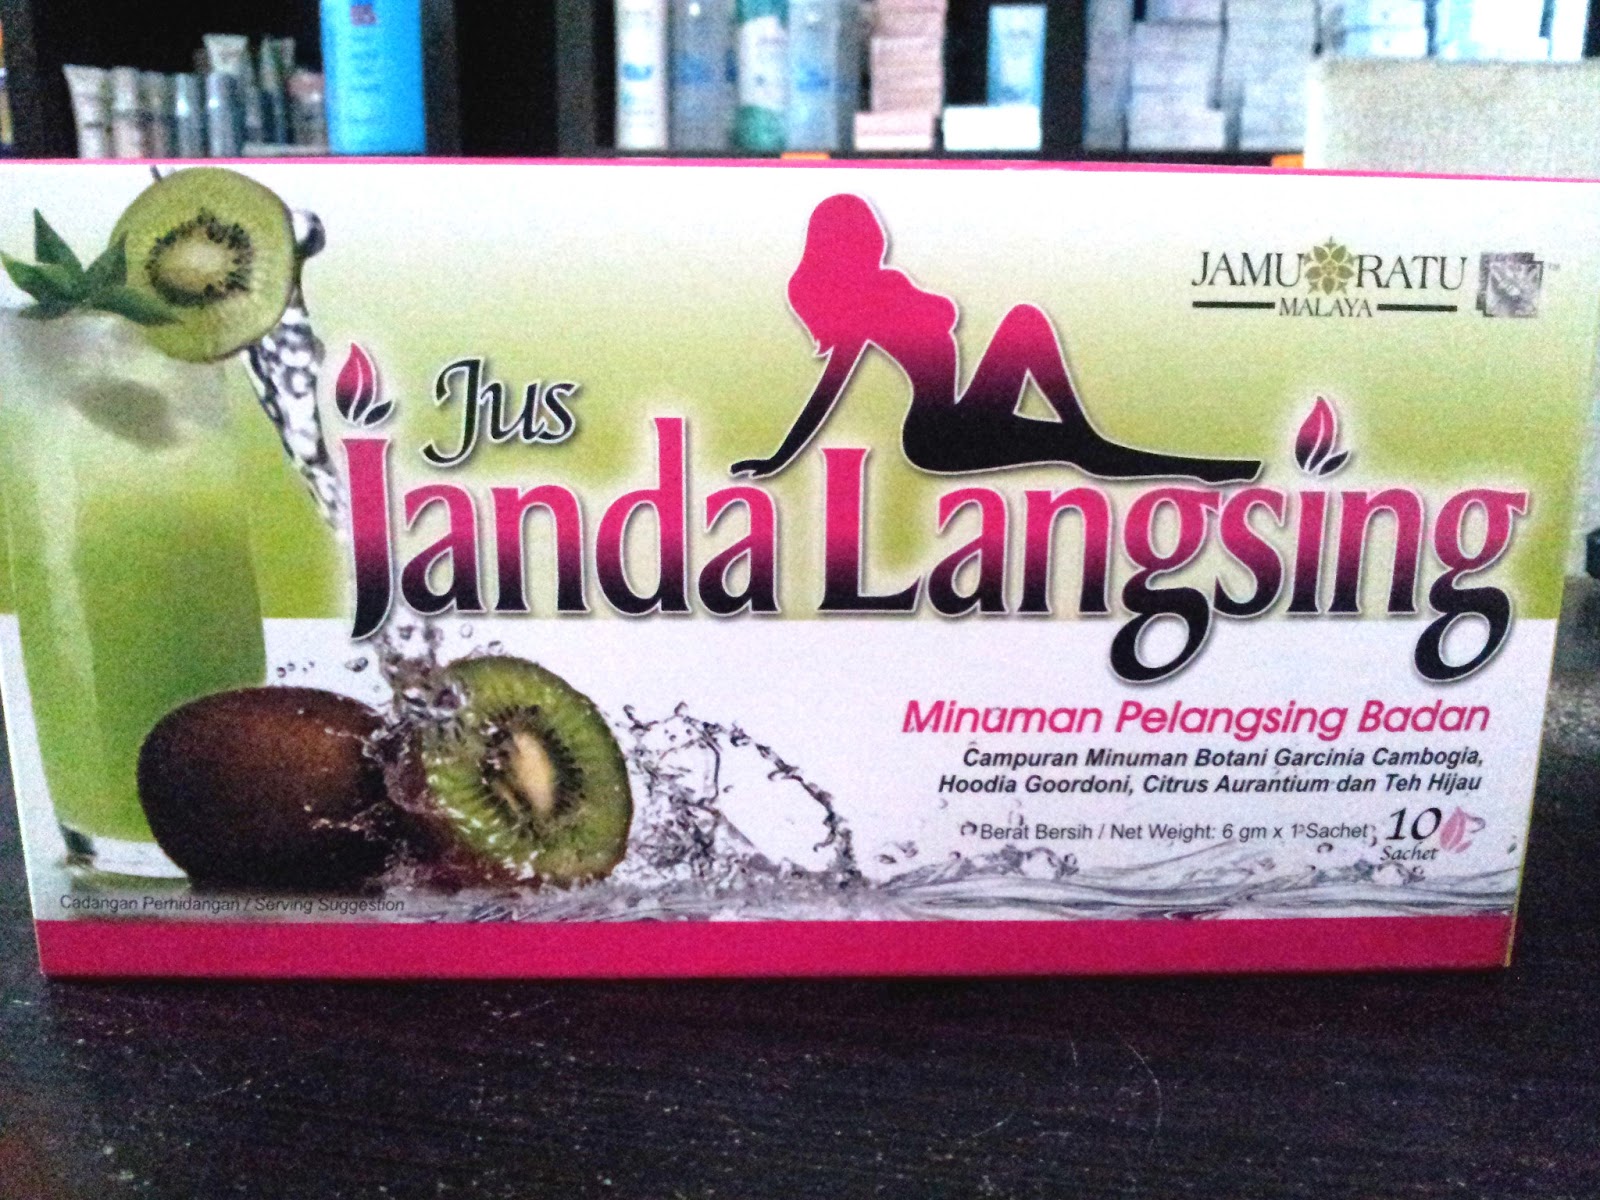 JAMU RATU
MALAYA
Jus
Janda Langsing
Minuman Pelangsing Badan
Campuran Minuman Botani Garcinia Cambogia,
Hoodia Goordoni, Citrus Aurantium dan Teh Hijau
Berat Bersih / Net Weight: 6 gm x 1 Sachet
10
Sachet
Cadangan Perhidangan / Serving Suggestion